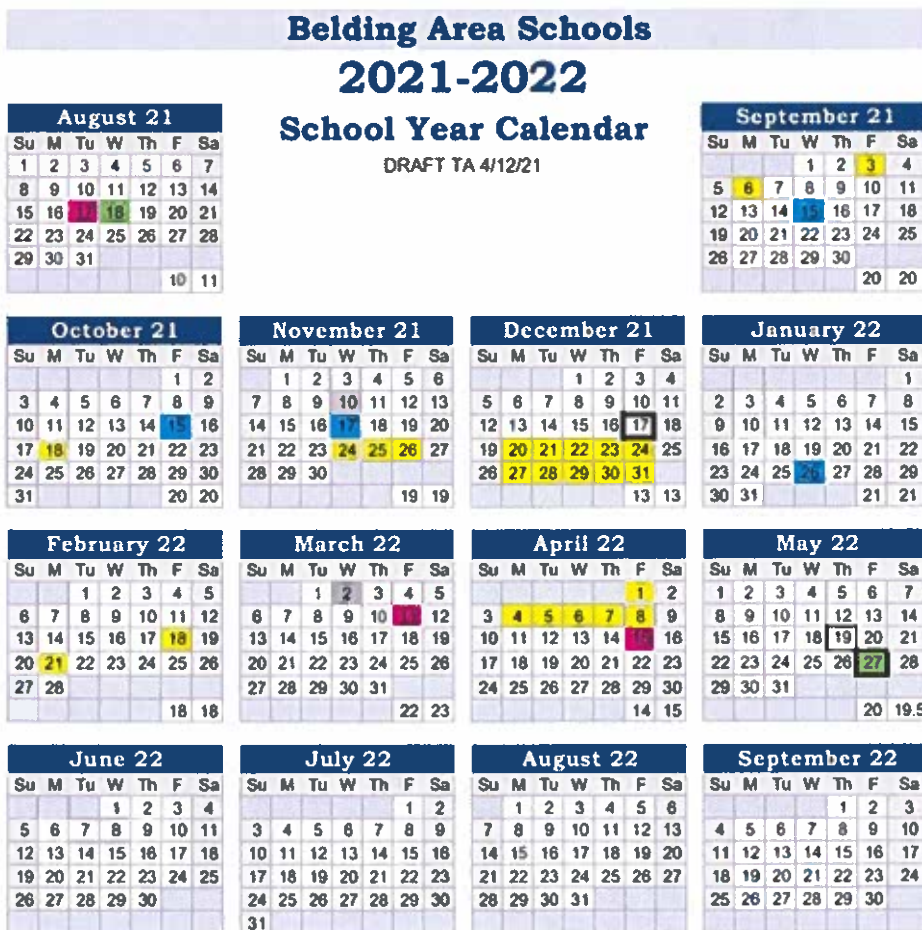 Belding Area Schools
2021-2022
School Year Calendar
DRAFT TA 4/12/21
August 21
Su M Tu W Th F Sa
1 2 3 4 5 6 7
8 9 10 11 12 13 14
15 16 17 18 19 20 21
22 23 24 25 26 27 28
29 30 31
10 11
September 21
Su M Tu W Th F Sa
1 2 3 4
5 6 7 8 9 10 11
12 13 14 15 16 17 18
19 20 21 22 23 24 25
26 27 28 29 30
20 20
October 21
Su M Tu W Th F Sa
1 2
3 4 5 6 7 8 9
10 11 12 13 14 15 16
17 18 19 20 21 22 23
24 25 26 27 28 29 30
31 20 20
November 21
Su M Tu W Th F Sa
1 2 3 4 5 6
7 8 9 10 11 12 13
14 15 16 17 18 19 20
21 22 23 24 25 26 27
28 29 30
19 19
December 21
Su M Tu W Th F Sa
1 2 3 4
5 6 7 8 9 10 11
12 13 14 15 16 17 18
19 20 21 22 23 24 25
26 27 28 29 30 31
13 13
January 22
Su M Tu W Th F Sa
1
2 3 4 5 6 7 8
9 10 11 12 13 14 15
16 17 18 19 20 21 22
23 24 25 26 27 28 29
30 31 21 21
February 22
Su M Tu W Th F Sa
1 2 3 4 5
6 7 8 9 10 11 12
13 14 15 16 17 18 19
20 21 22 23 24 25 26
27 28
18 18
March 22
Su M Tu W Th F Sa
1 2 3 4 5
6 7 8 9 10 11 12
13 14 15 16 17 18 19
20 21 22 23 24 25 26
27 28 29 30 31
22 23
April 22
Su M Tu W Th F Sa
1 2
3 4 5 6 7 8 9
10 11 12 13 14 15 16
17 18 19 20 21 22 23
24 25 26 27 28 29 30
14 15
May 22
Su M Tu W Th F Sa
1 2 3 4 5 6 7
8 9 10 11 12 13 14
15 16 17 18 19 20 21
22 23 24 25 26 27 28
29 30 31
20 19.5
June 22
Su M Tu W Th F Sa
1 2 3 4
5 6 7 8 9 10 11
12 13 14 15 16 17 18
19 20 21 22 23 24 25
26 27 28 29 30
July 22
Su M Tu W Th F Sa
1 2
3 4 5 6 7 8 9
10 11 12 13 14 15 16
17 18 19 20 21 22 23
24 25 26 27 28 29 30
31
August 22
Su M Tu W Th F Sa
1 2 3 4 5 6
7 8 9 10 11 12 13
14 15 16 17 18 19 20
21 22 23 24 25 26 27
28 29 30 31
September 22
Su M Tu W Th F Sa
1 2 3
4 5 6 7 8 9 10
11 12 13 14 15 16 17
18 19 20 21 22 23 24
25 26 27 28 29 30